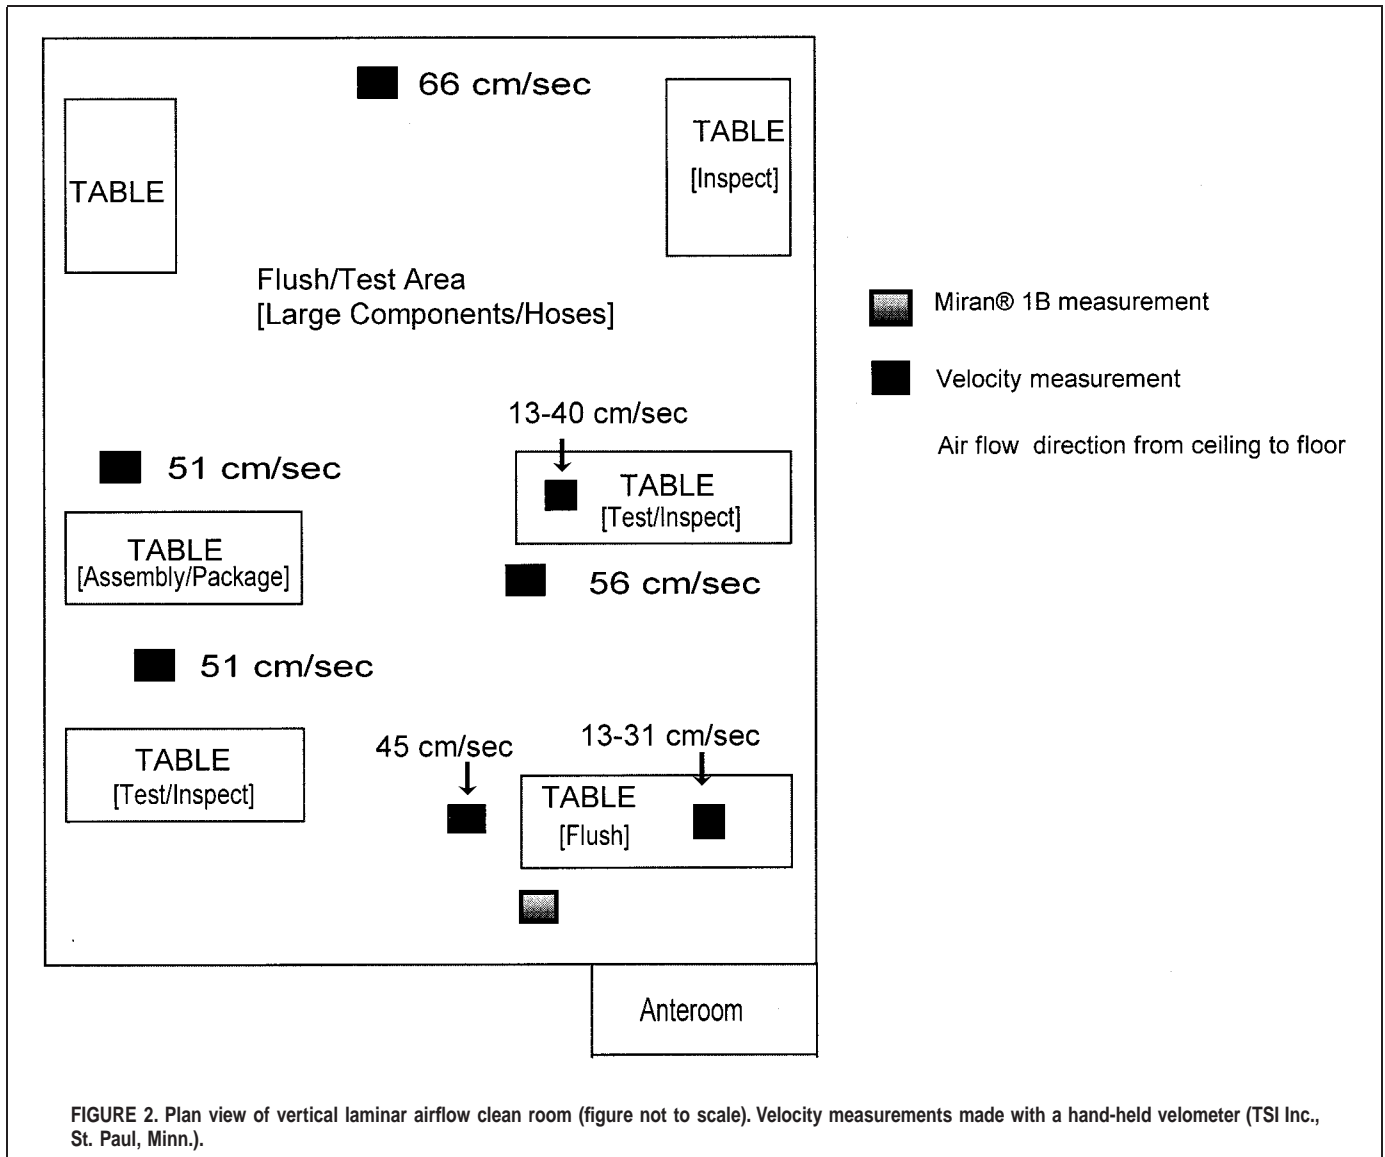 66 cm/sec
TABLE
[Inspect]
TABLE
Flush/Test Area
[Large Components/Hoses]
Miran® 1B measurement
Velocity measurement
Air flow direction from ceiling to floor
13-40 cm/sec
51 cm/sec
TABLE
[Test/Inspect]
TABLE
[Assembly/Package]
56 cm/sec
51 cm/sec
45 cm/sec
13-31 cm/sec
TABLE
[Test/Inspect]
TABLE
[Flush]
Anteroom
FIGURE 2. Plan view of vertical laminar airflow clean room (figure not to scale). Velocity measurements made with a hand-held velometer (TSI Inc.,
St. Paul, Minn.).